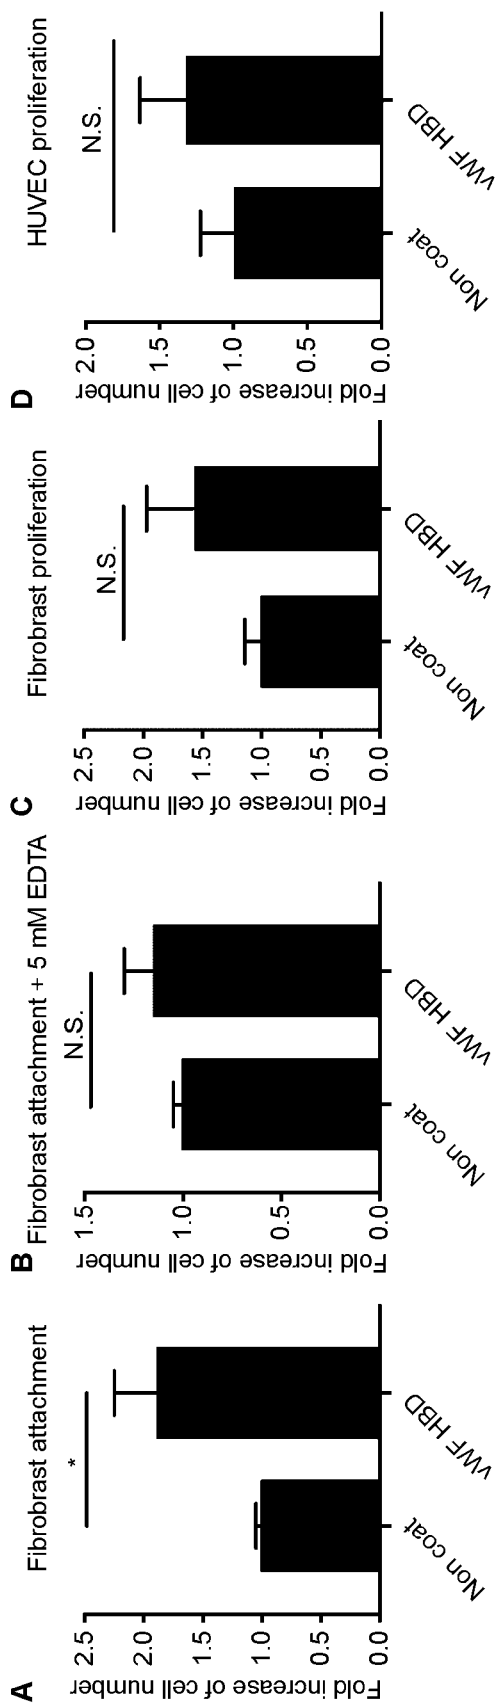 A
Fibrobrast attachment
*
Fold increase of cell number
2.5
2.0
1.5
1.0
0.5
0.0
Non coat
vWF HBD
B
Fibrobrast attachment + 5 mM EDTA
N.S.
Fold increase of cell number
1.5
1.0
0.5
0.0
Non coat
vWF HBD
C
Fibrobrast proliferation
N.S.
Fold increase of cell number
2.5
2.0
1.5
1.0
0.5
0.0
Non coat
vWF HBD
D
HUVEC proliferation
N.S.
Fold increase of cell number
2.0
1.5
1.0
0.5
0.0
Non coat
vWF HBD